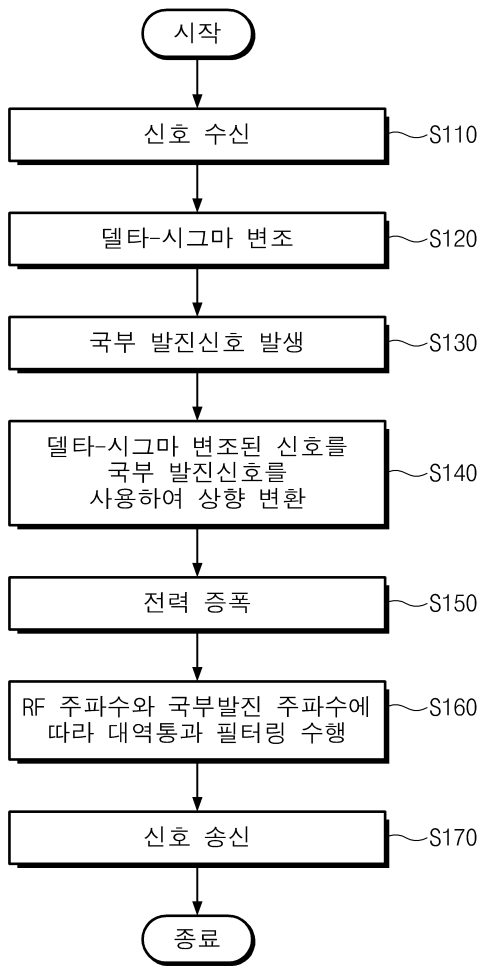 시작
신호 수신
S110
델타-시그마 변조
S120
국부 발진신호 발생
S130
델타-시그마 변조된 신호를
국부 발진신호를
사용하여 상향 변환
S140
전력 증폭
S150
RF 주파수와 국부발진 주파수에
따라 대역통과 필터링 수행
S160
신호 송신
S170
종료